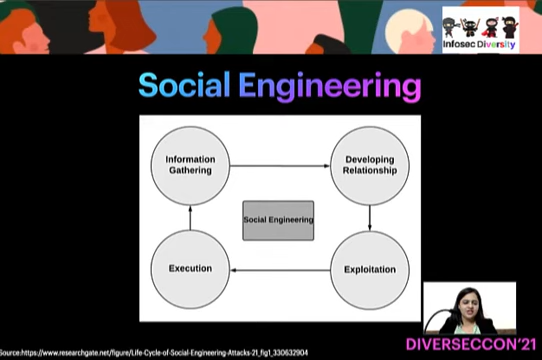 Infosec Diversity
Social Engineering
Information
Gathering
Developing
Relationship
Social Engineering
Execution
Exploitation
DIVERSECCON'21
Source:https://www.researchgate.net/figure/Life-Cycle-of-Social-Engineering-Attacks-21_fig1_330632904